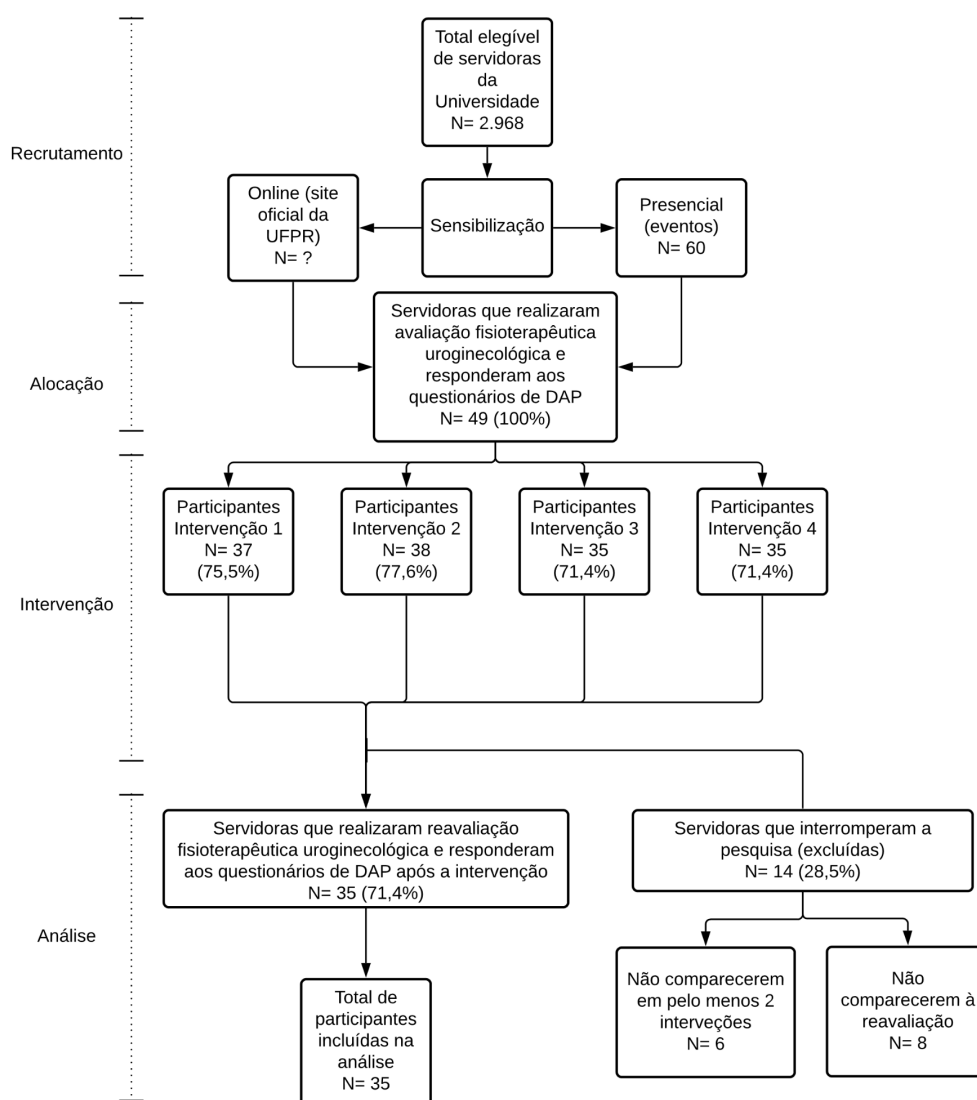 Total elegível
de servidoras
da
Universidade
N= 2.968
Recrutamento
Online (site
oficial da
UFPR)
N= ?
Sensibilização
Presencial
(eventos)
N= 60
Alocação
Servidoras que realizaram
avaliação fisioterapêutica
uroginecológica e
responderam aos
questionários de DAP
N= 49 (100%)
Intervenção
Participantes
Intervenção 1
N= 37
(75,5%)
Participantes
Intervenção 2
N= 38
(77,6%)
Participantes
Intervenção 3
N= 35
(71,4%)
Participantes
Intervenção 4
N= 35
(71,4%)
Análise
Servidoras que realizaram reavaliação
fisioterapêutica uroginecológica e responderam
aos questionários de DAP após a intervenção
N= 35 (71,4%)
Servidoras que interromperam a
pesquisa (excluídas)
N= 14 (28,5%)
Total de
participantes
incluídas na
análise
N= 35
Não comparecerem
em pelo menos 2
interveções
N= 6
Não
comparecerem à
reavaliação
N= 8